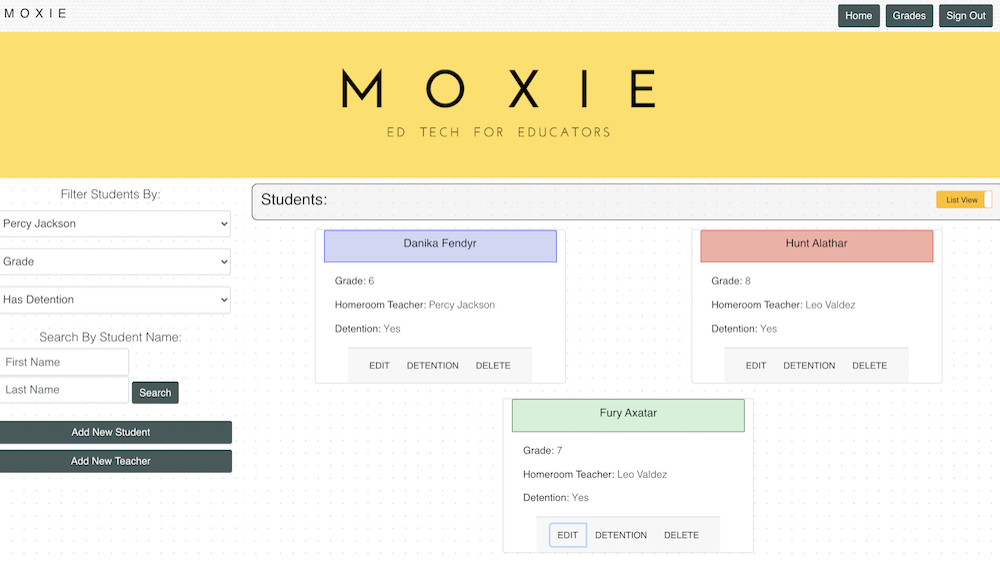 MOXIE
Home Grades Sign Out
MOXIE
ED TECH FOR EDUCATORS
Filter Students By:
Percy Jackson
Grade
Has Detention
Search By Student Name:
First Name
Last Name
Search
Add New Student
Add New Teacher
Students:
List View
Danika Fendyr
Grade: 6
Homeroom Teacher: Percy Jackson
Detention: Yes
EDIT DETENTION DELETE
Hunt Alathar
Grade: 8
Homeroom Teacher: Leo Valdez
Detention: Yes
EDIT DETENTION DELETE
Fury Axatar
Grade: 7
Homeroom Teacher: Leo Valdez
Detention: Yes
EDIT DETENTION DELETE